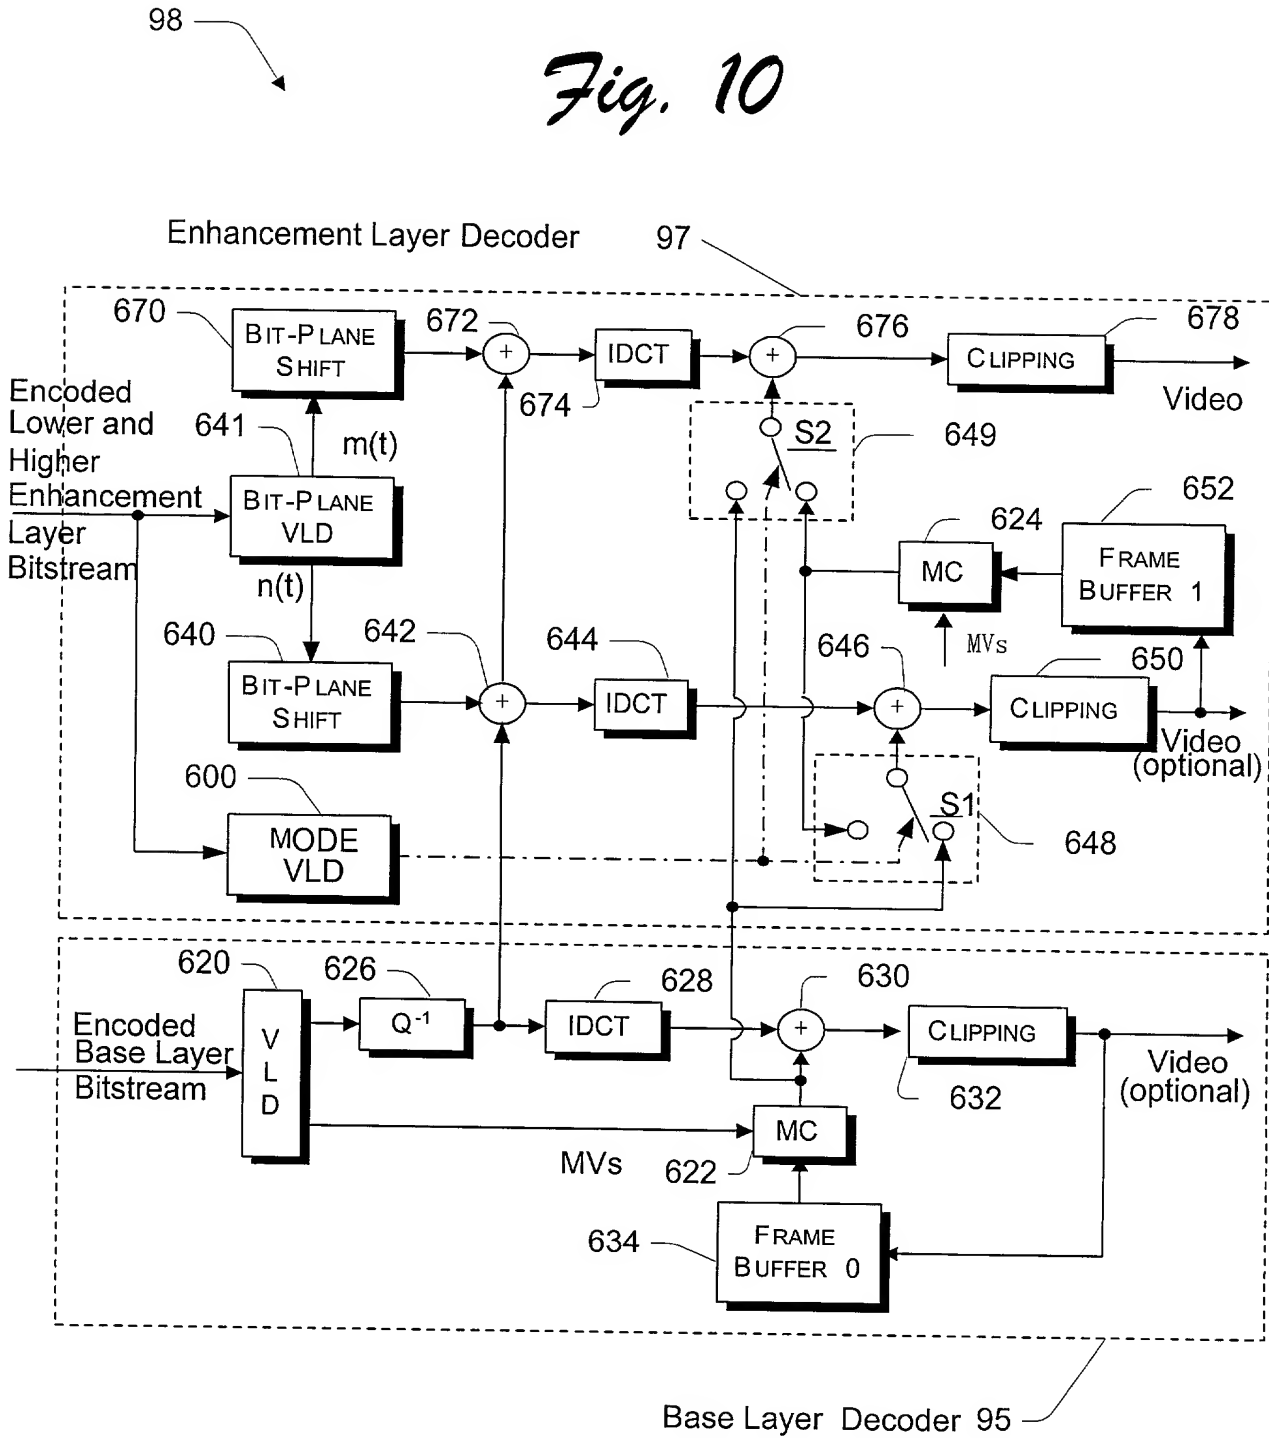 98
Fig. 10
Enhancement Layer Decoder 97
670
BIT-PLANE
SHIFT
672
IDCT
674
676
678
CLIPPING
Video
Encoded
Lower and
Higher
Enhancement
Layer
Bitstream
641
m(t)
BIT-PLANE
VLD
n(t)
S2
649
652
624
MC
FRAME
BUFFER 1
MVs
640
BIT-PLANE
SHIFT
642
644
IDCT
646
650
CLIPPING
Video
(optional)
600
MODE
VLD
S1
648
620
VLD
626
Q-1
628
IDCT
630
CLIPPING
632
Encoded
Base Layer
Bitstream
Video
(optional)
MVs
MC
622
634
FRAME
BUFFER 0
Base Layer Decoder 95
+
+
+
+
+